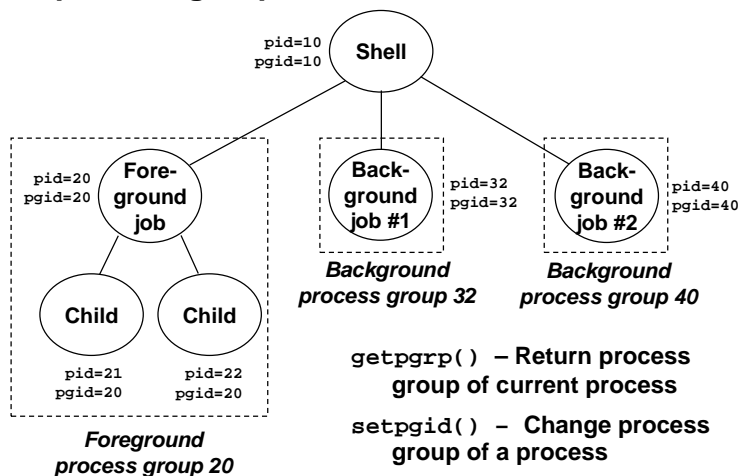 pid=10
pgid=10
Shell
pid=20
pgid=20
Fore-
ground
job
Back-
ground
job #1
pid=32
pgid=32
Back-
ground
job #2
pid=40
pgid=40
Child
Child
pid=21
pgid=20
pid=22
pgid=20
Background
process group 32
Background
process group 40
Foreground
process group 20
getpgrp() – Return process
group of current process
setpgid() – Change process
group of a process